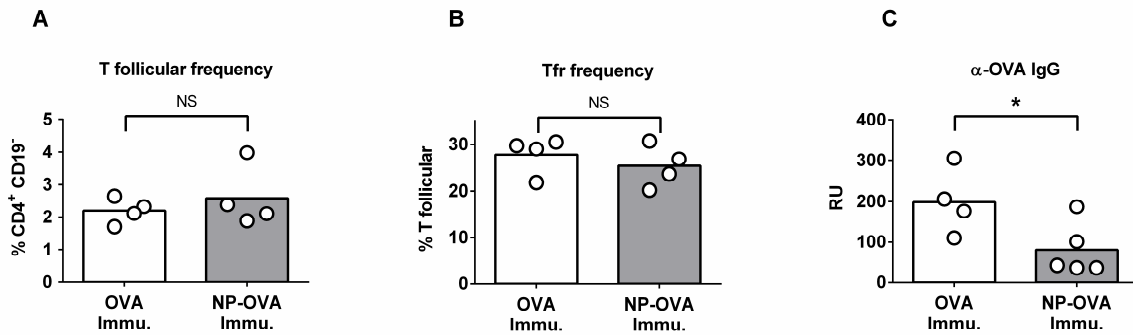 A
T follicular frequency
NS
% CD4⁺ CD19⁻
5
4
3
2
1
0
OVA
Immu.
NP-OVA
Immu.
B
Tfr frequency
NS
% T follicular
30
20
10
0
OVA
Immu.
NP-OVA
Immu.
C
α-OVA IgG
*
RU
400
300
200
100
0
OVA
Immu.
NP-OVA
Immu.